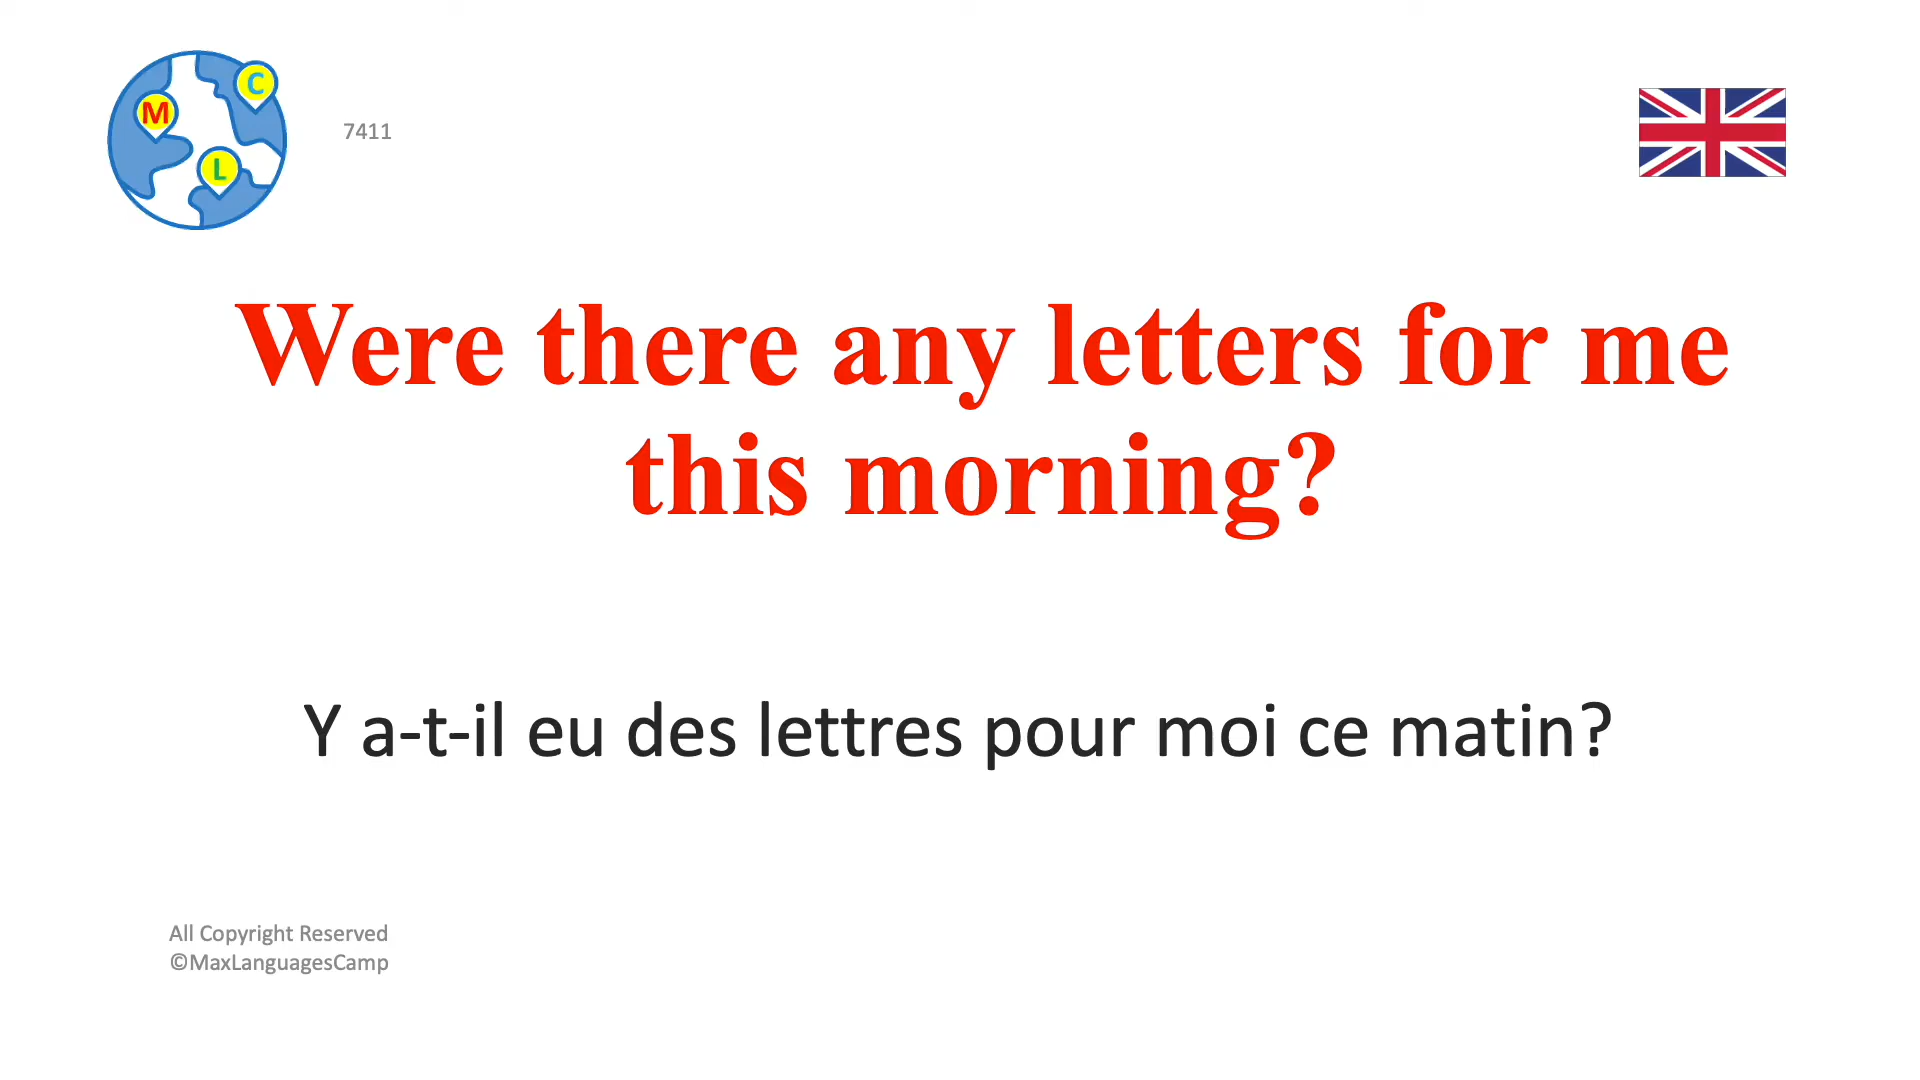 M
C
L
7411
Were there any letters for me
this morning?
Y a-t-il eu des lettres pour moi ce matin?
All Copyright Reserved
©MaxLanguagesCamp